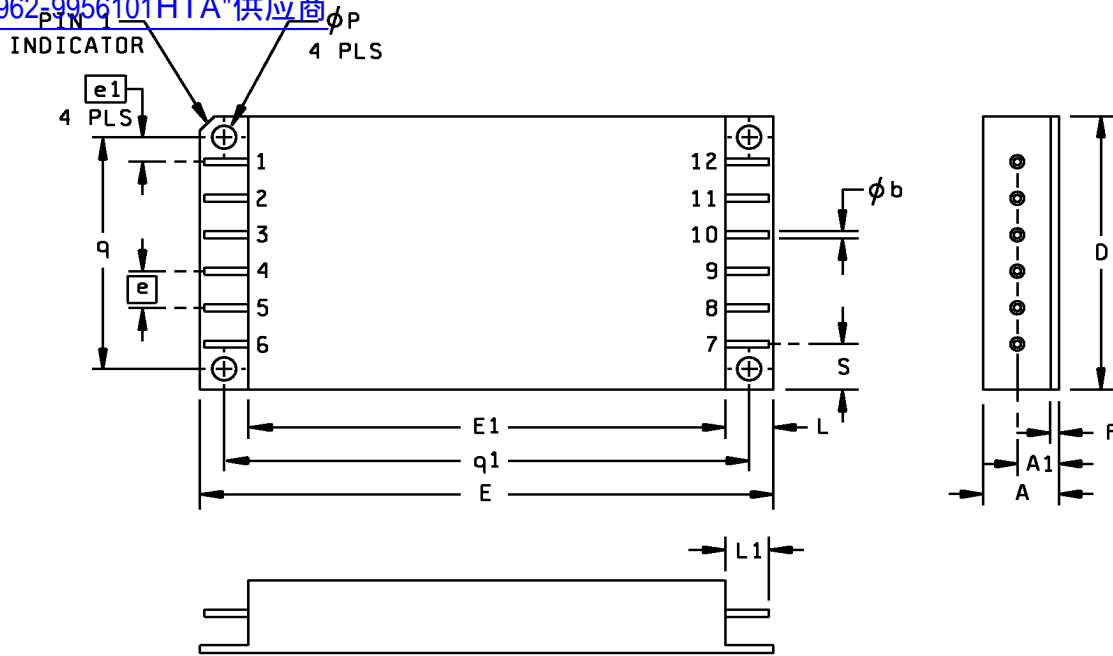 962-9956101HTA"供应商
PIN 1
INDICATOR
ϕP
4 PLS
e1
4 PLS
1
2
3
4
5
6
12
11
10
9
8
7
q
e
ϕb
S
D
E1
L
q1
E
F
A1
A
L1